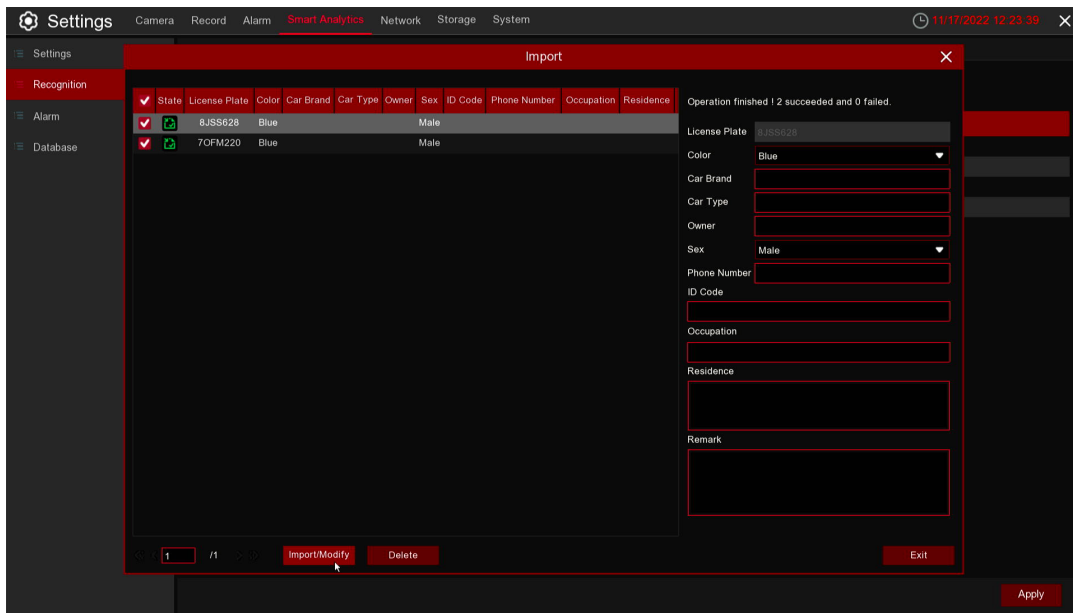 Settings Camera Record Alarm Smart Analytics Network Storage System 11/17/2022 12:23:39
Settings
Recognition
Alarm
Database
Import
State License Plate Color Car Brand Car Type Owner Sex ID Code Phone Number Occupation Residence
8JSS628 Blue Male
7OFM220 Blue Male
Operation finished ! 2 succeeded and 0 failed.
License Plate 8JSS628
Color Blue
Car Brand
Car Type
Owner
Sex Male
Phone Number
ID Code
Occupation
Residence
Remark
1 /1 Import/Modify Delete Exit
Apply